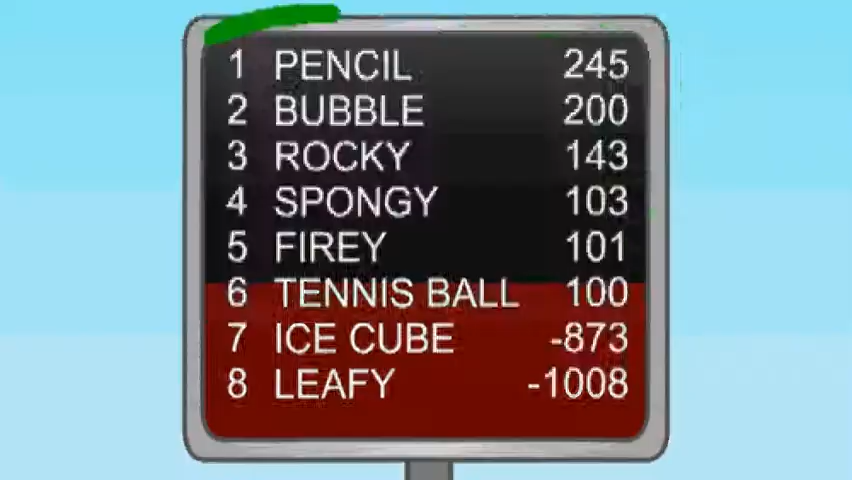 1 PENCIL 245
2 BUBBLE 200
3 ROCKY 143
4 SPONGY 103
5 FIREY 101
6 TENNIS BALL 100
7 ICE CUBE -873
8 LEAFY -1008